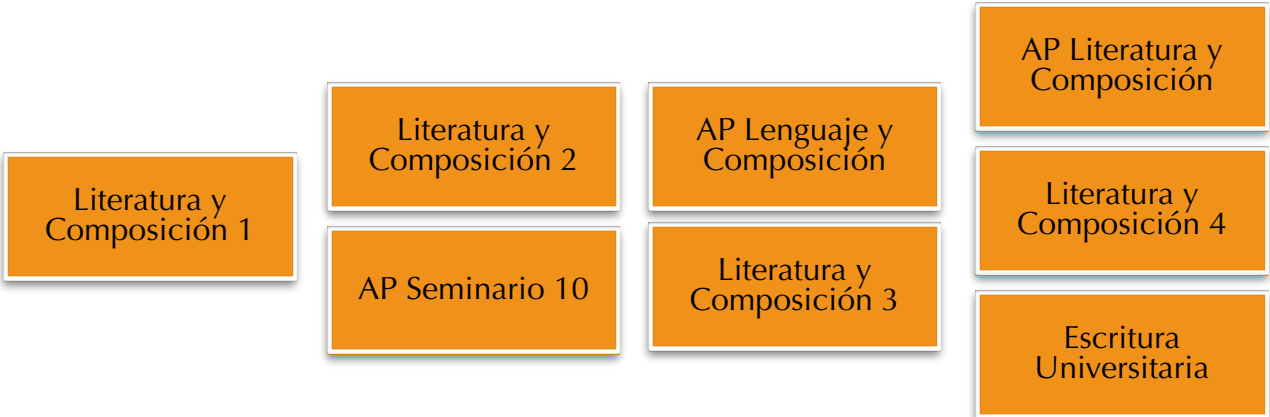 Literatura y
Composición 1
Literatura y
Composición 2
AP Seminario 10
AP Lenguaje y
Composición
Literatura y
Composición 3
AP Literatura y
Composición
Literatura y
Composición 4
Escritura
Universitaria